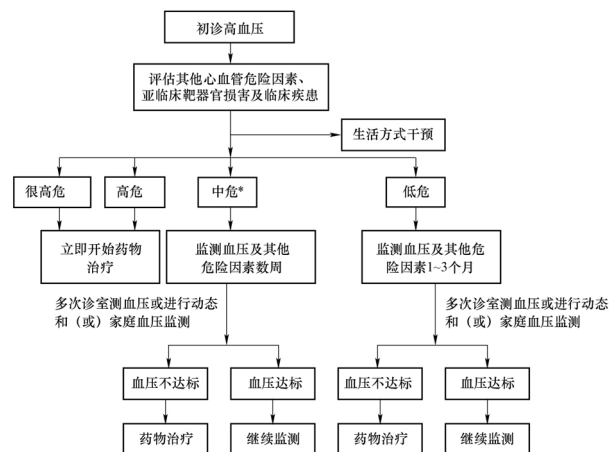 初诊高血压
评估其他心血管危险因素、
亚临床靶器官损害及临床疾患
生活方式干预
很高危
高危
中危*
低危
立即开始药物
治疗
监测血压及其他
危险因素数周
监测血压及其他危
险因素1~3个月
多次诊室测血压或进行动态
和（或）家庭血压监测
多次诊室测血压或进行动态
和（或）家庭血压监测
血压不达标
血压达标
血压不达标
血压达标
药物治疗
继续监测
药物治疗
继续监测